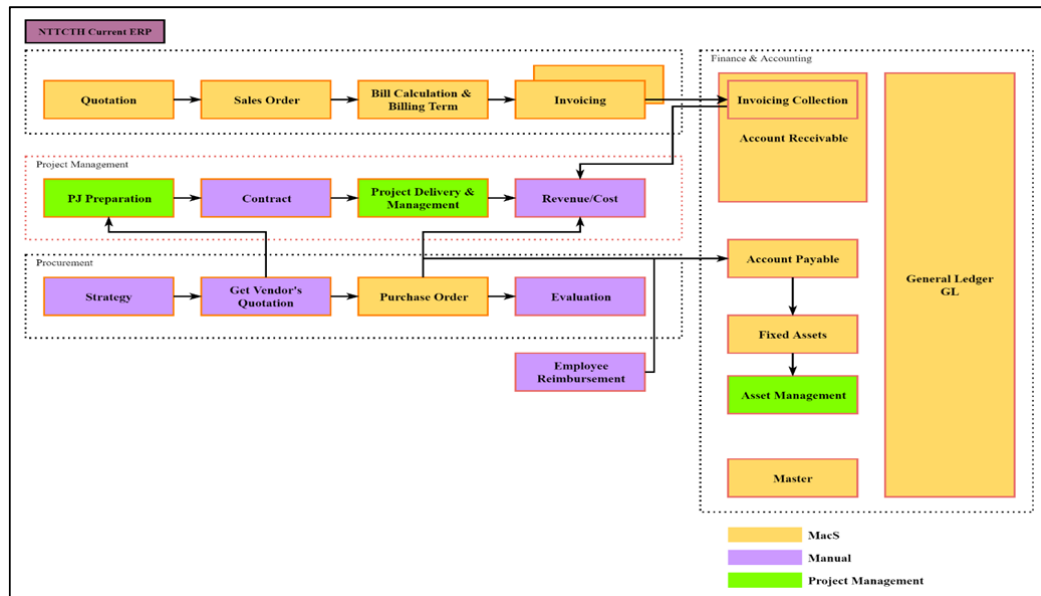 NTTCTH Current ERP
Quotation
Sales Order
Bill Calculation &
Billing Term
Invoicing
Finance & Accounting
Invoicing Collection
Account Receivable
Project Management
PJ Preparation
Contract
Project Delivery &
Management
Revenue/Cost
Procurement
Strategy
Get Vendor's
Quotation
Purchase Order
Evaluation
Employee
Reimbursement
Account Payable
Fixed Assets
Asset Management
Master
General Ledger
GL
MacS
Manual
Project Management